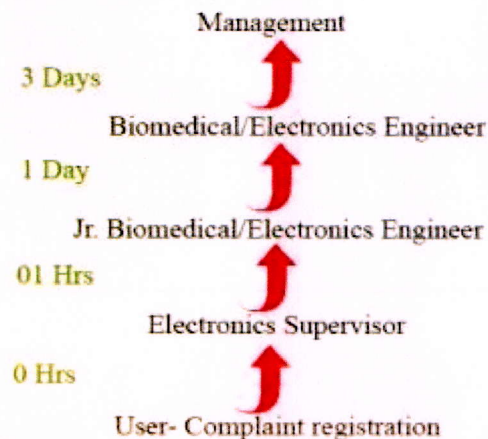 Management
3 Days
Biomedical/Electronics Engineer
1 Day
Jr. Biomedical/Electronics Engineer
01 Hrs
Electronics Supervisor
0 Hrs
User- Complaint registration